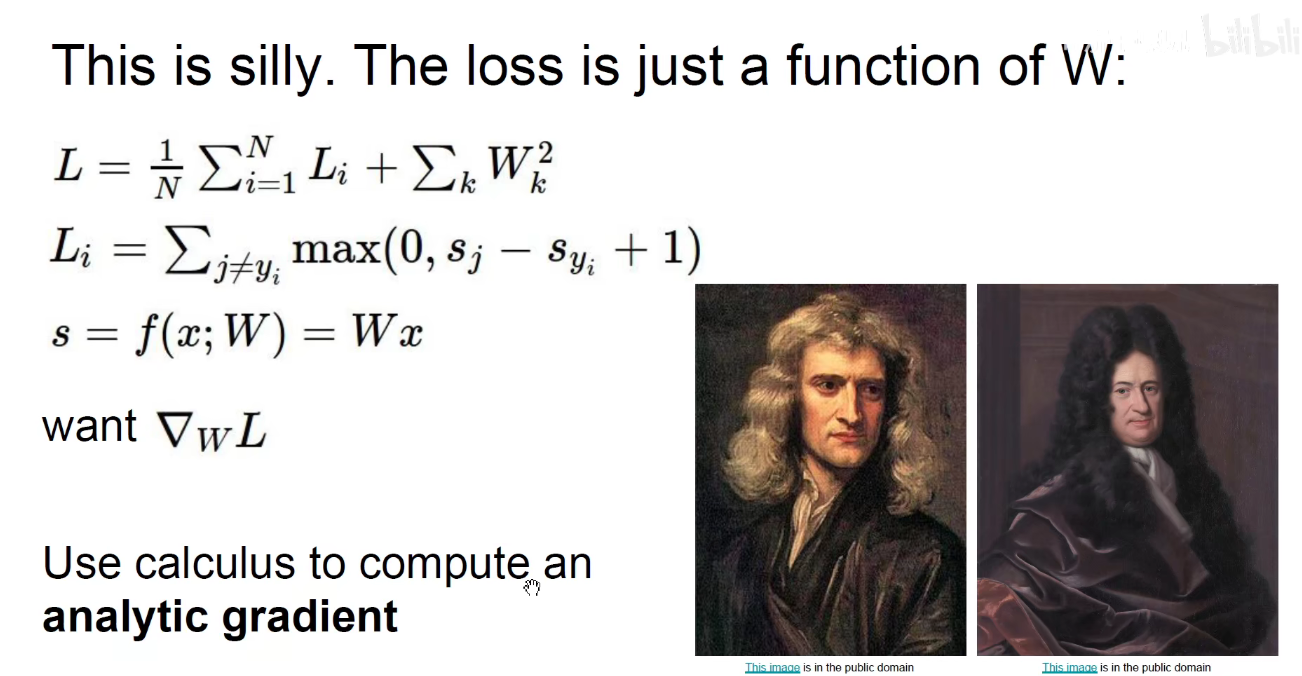 bilibili
This is silly. The loss is just a function of W:
L = \frac{1}{N} \sum_{i=1}^{N} L_i + \sum_k W_k^2
L_i = \sum_{j \neq y_i} \max(0, s_j - s_{y_i} + 1)
s = f(x; W) = Wx
want \nabla_W L
Use calculus to compute an
analytic gradient
This image is in the public domain
This image is in the public domain